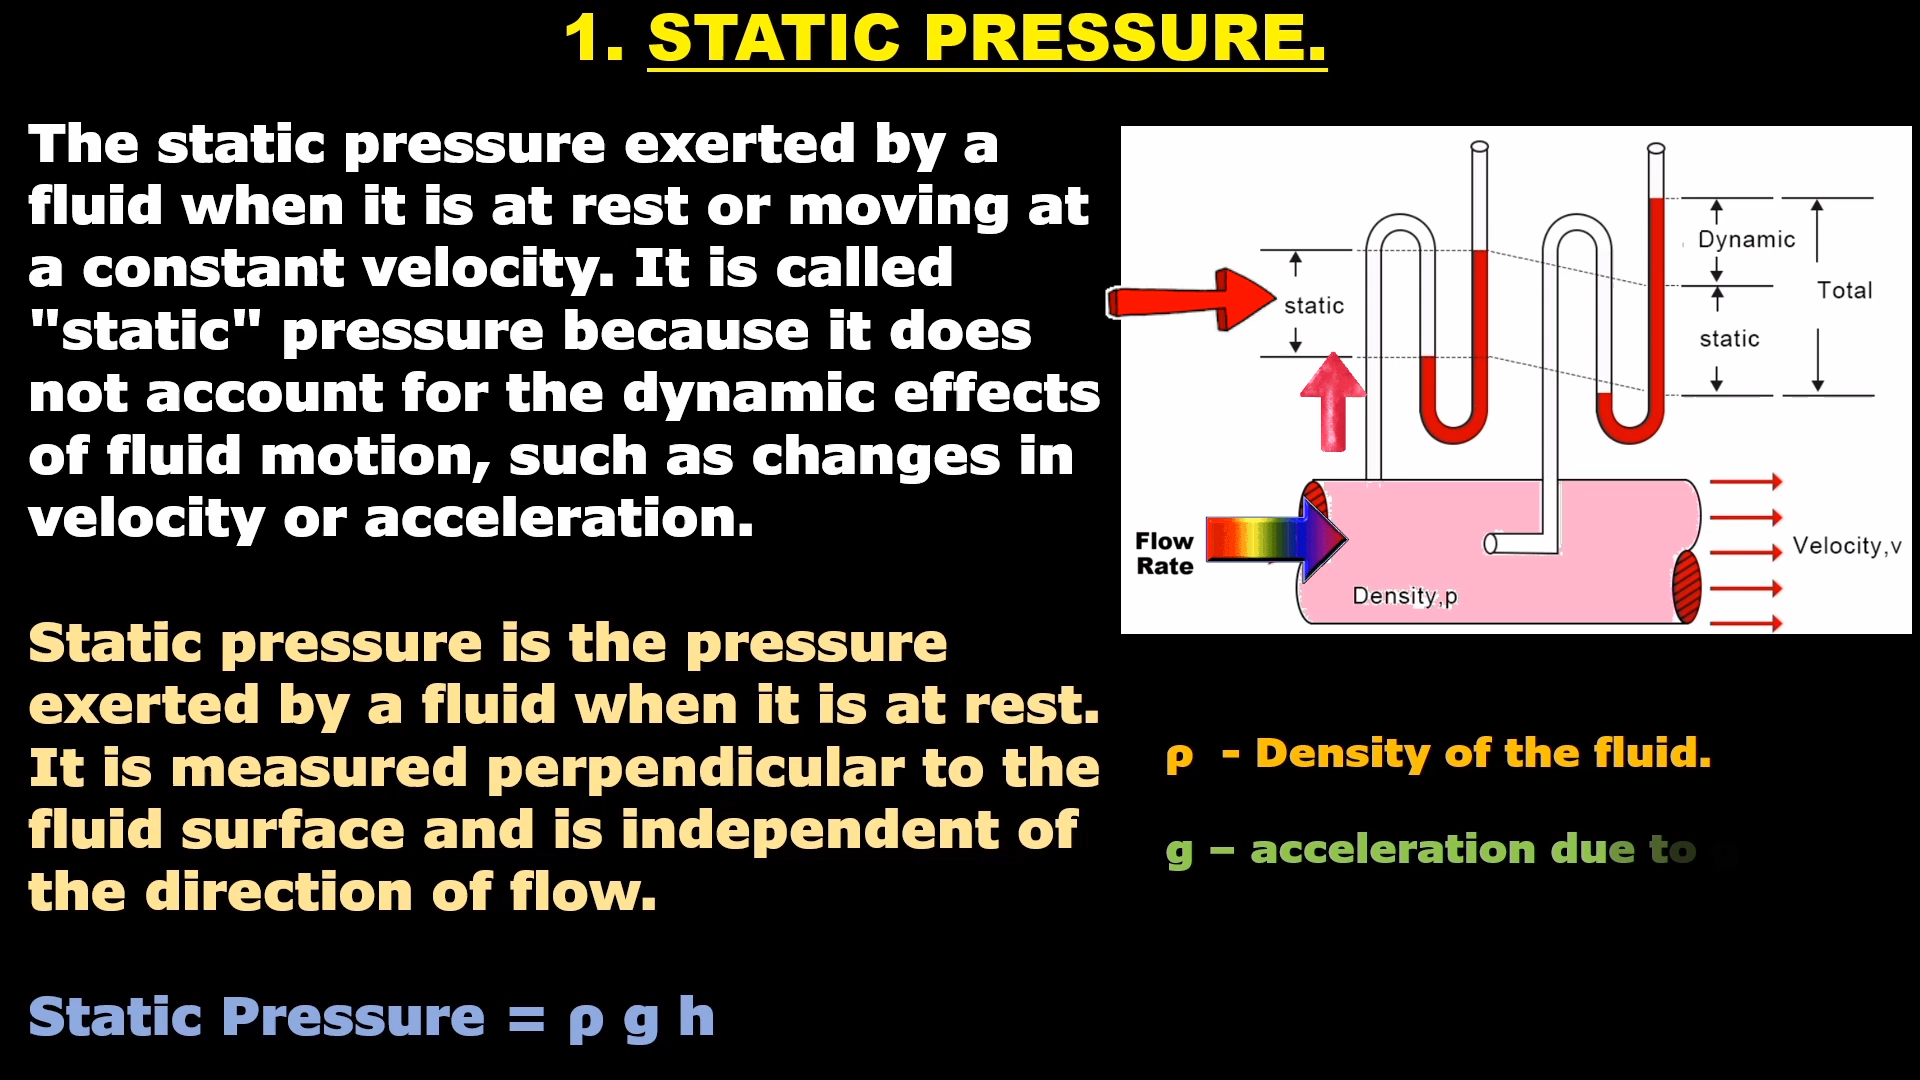 1. STATIC PRESSURE.
The static pressure exerted by a
fluid when it is at rest or moving at
a constant velocity. It is called
"static" pressure because it does
not account for the dynamic effects
of fluid motion, such as changes in
velocity or acceleration.
Static pressure is the pressure
exerted by a fluid when it is at rest.
It is measured perpendicular to the
fluid surface and is independent of
the direction of flow.
Static Pressure = ρ g h
static
Dynamic
Total
static
Flow
Rate
Velocity,v
Density,p
ρ - Density of the fluid.
g – acceleration due to